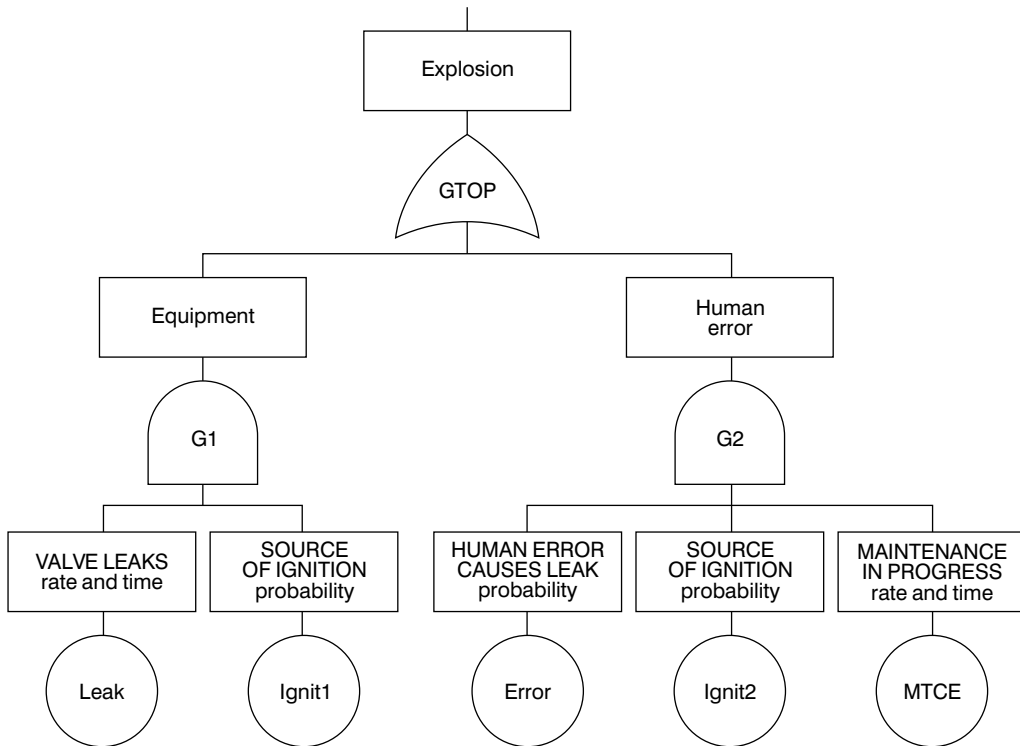 Explosion
GTOP
Equipment
Human
error
G1
G2
VALVE LEAKS
rate and time
SOURCE
OF IGNITION
probability
HUMAN ERROR
CAUSES LEAK
probability
SOURCE
OF IGNITION
probability
MAINTENANCE
IN PROGRESS
rate and time
Leak
Ignit1
Error
Ignit2
MTCE